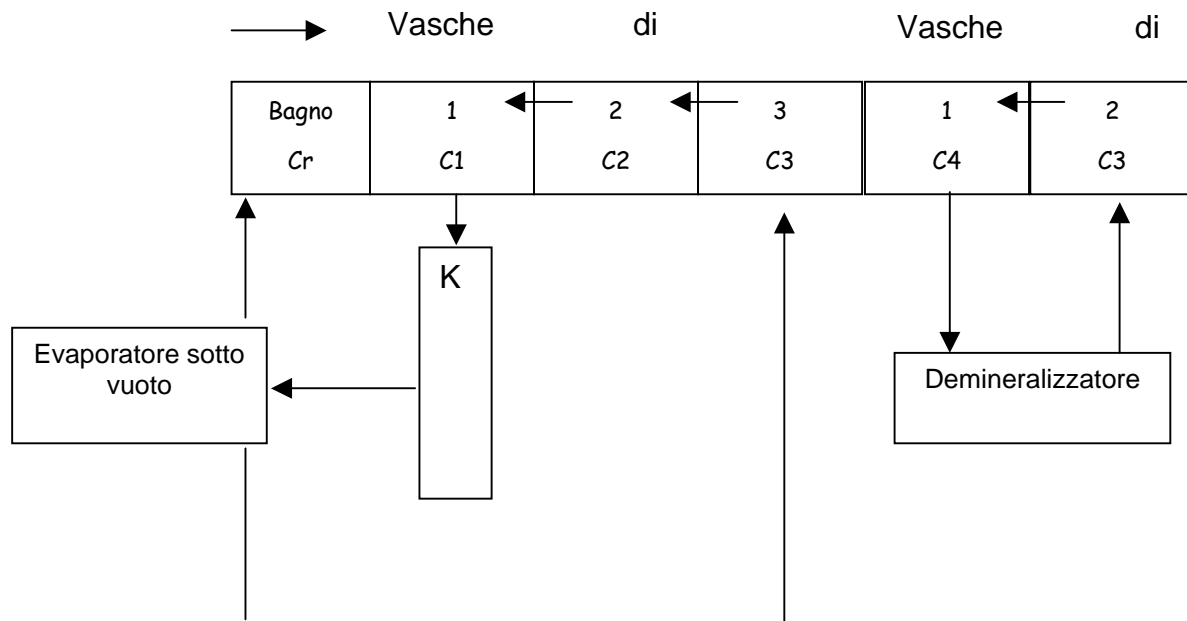 Vasche di Vasche di
Bagno 1 2 3 1 2
Cr C1 C2 C3 C4 C3
K
Evaporatore sotto
vuoto
Demineralizzatore